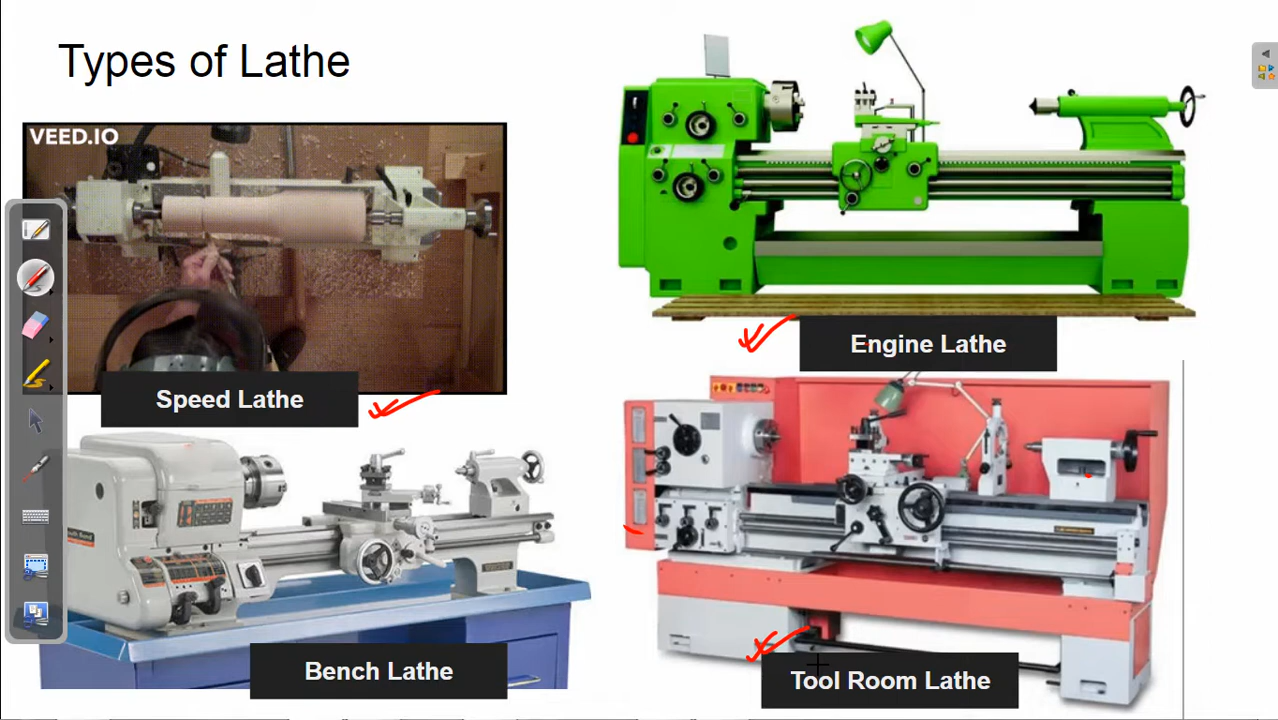 Types of Lathe
VEED.IO
Speed Lathe
Engine Lathe
Bench Lathe
Tool Room Lathe